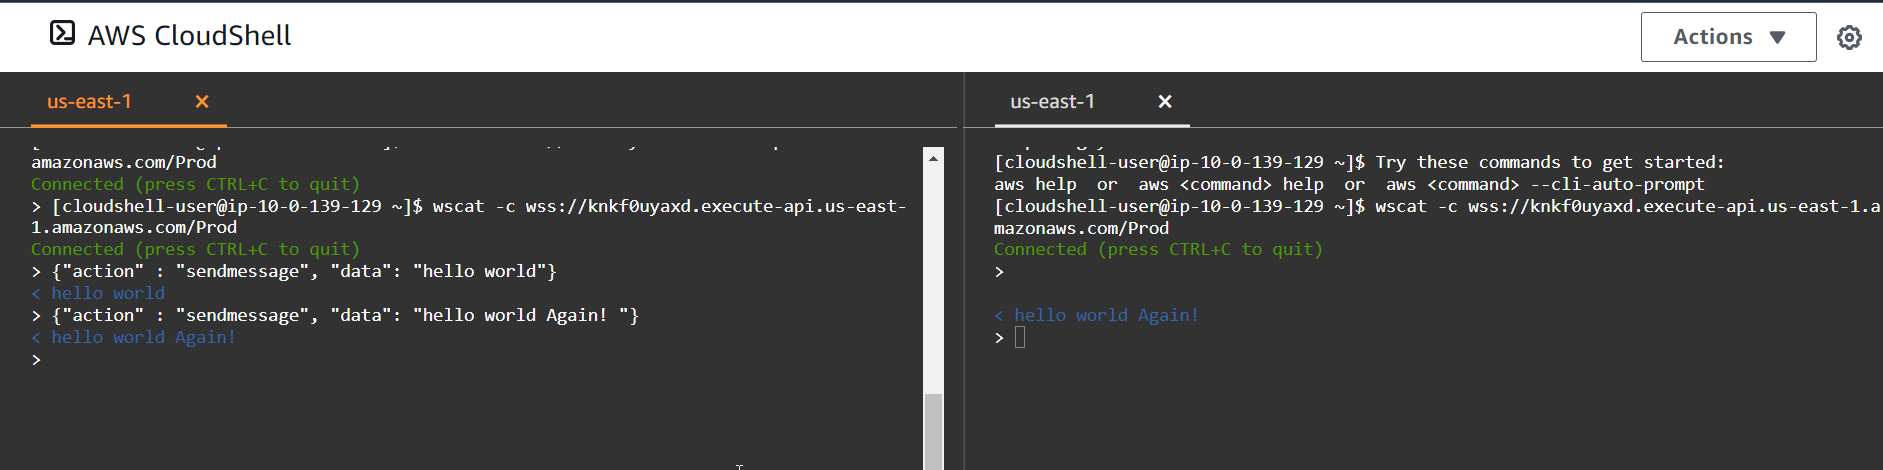 AWS CloudShell
Actions
us-east-1
amazonaws.com/Prod
Connected (press CTRL+C to quit)
> [cloudshell-user@ip-10-0-139-129 ~]$ wscat -c wss://knkf0uyaxd.execute-api.us-east-
1.amazonaws.com/Prod
Connected (press CTRL+C to quit)
> {"action" : "sendmessage", "data": "hello world"}
< hello world
> {"action" : "sendmessage", "data": "hello world Again! "}
< hello world Again!
>
us-east-1
[cloudshell-user@ip-10-0-139-129 ~]$ Try these commands to get started:
aws help  or  aws <command> help  or  aws <command> --cli-auto-prompt
[cloudshell-user@ip-10-0-139-129 ~]$ wscat -c wss://knkf0uyaxd.execute-api.us-east-1.a
mazonaws.com/Prod
Connected (press CTRL+C to quit)
>
< hello world Again!
>